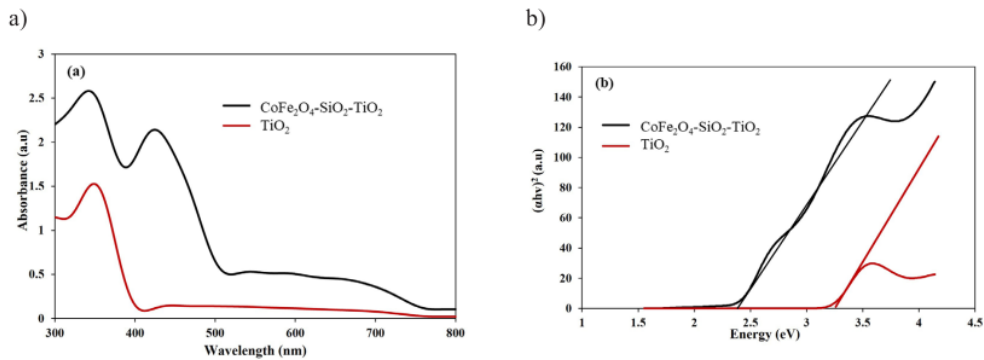 a)
b)
(a)
CoFe₂O₄-SiO₂-TiO₂
TiO₂
Absorbance (a.u)
3
2.5
2
1.5
1
0.5
0
300 400 500 600 700 800
Wavelength (nm)
(b)
CoFe₂O₄-SiO₂-TiO₂
TiO₂
(αhv)² (a.u)
160
140
120
100
80
60
40
20
0
1 1.5 2 2.5 3 3.5 4 4.5
Energy (eV)